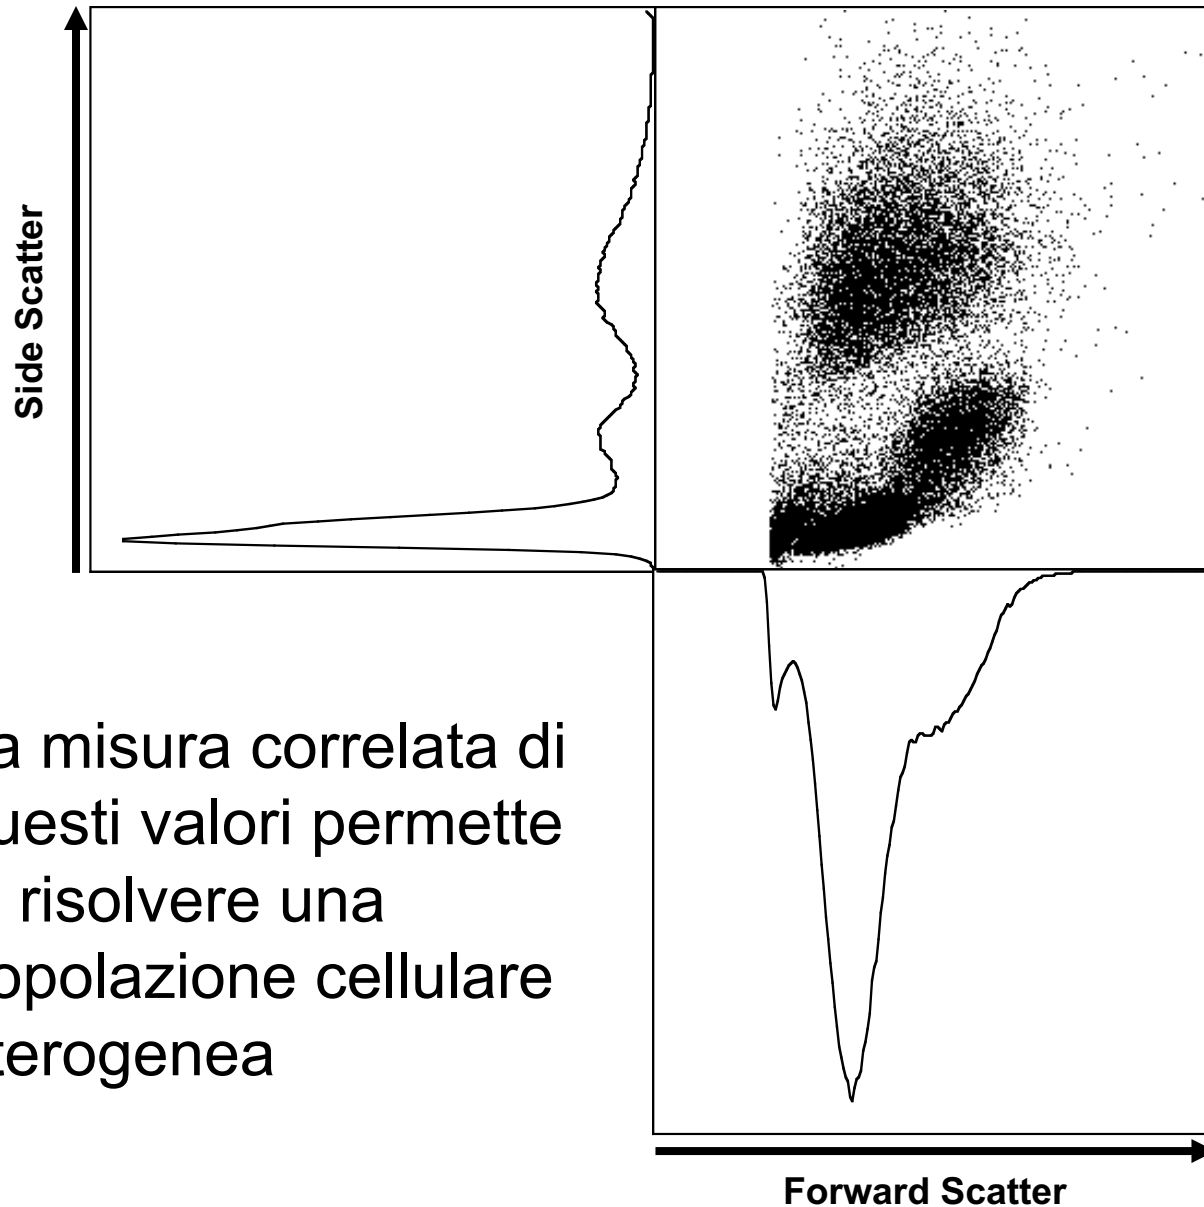 Side Scatter
a misura correlata di
uesti valori permette
risolvere una
opolazione cellulare
terogenea
Forward Scatter